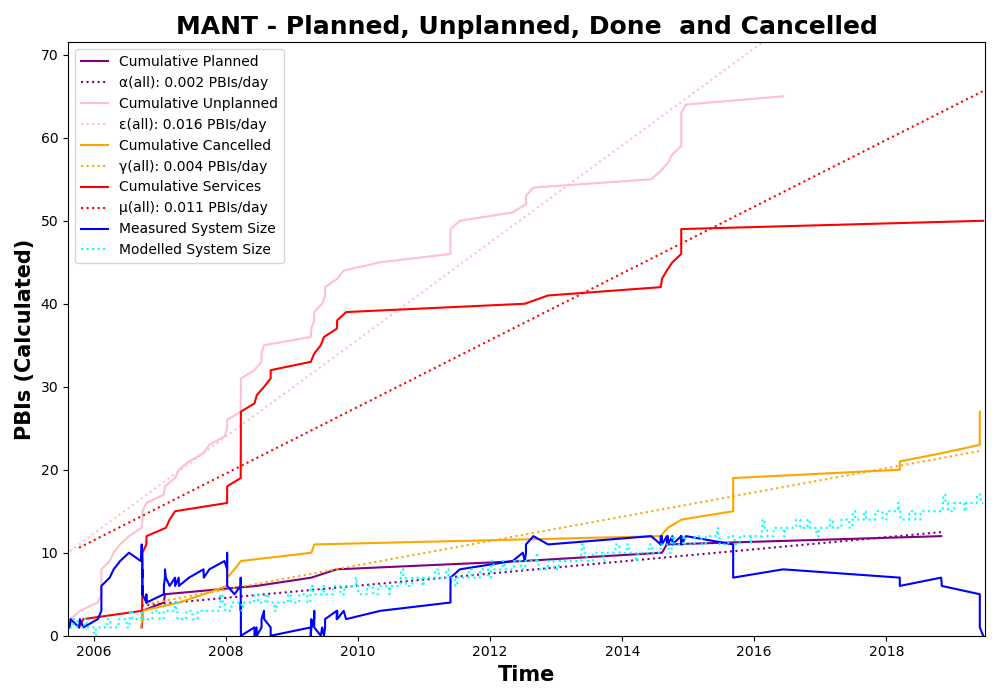 MANT - Planned, Unplanned, Done  and Cancelled
Cumulative Planned
α(all): 0.002 PBIs/day
Cumulative Unplanned
ε(all): 0.016 PBIs/day
Cumulative Cancelled
γ(all): 0.004 PBIs/day
Cumulative Services
μ(all): 0.011 PBIs/day
Measured System Size
Modelled System Size
PBIs (Calculated)
70
60
50
40
30
20
10
0
2006 2008 2010 2012 2014 2016 2018
Time